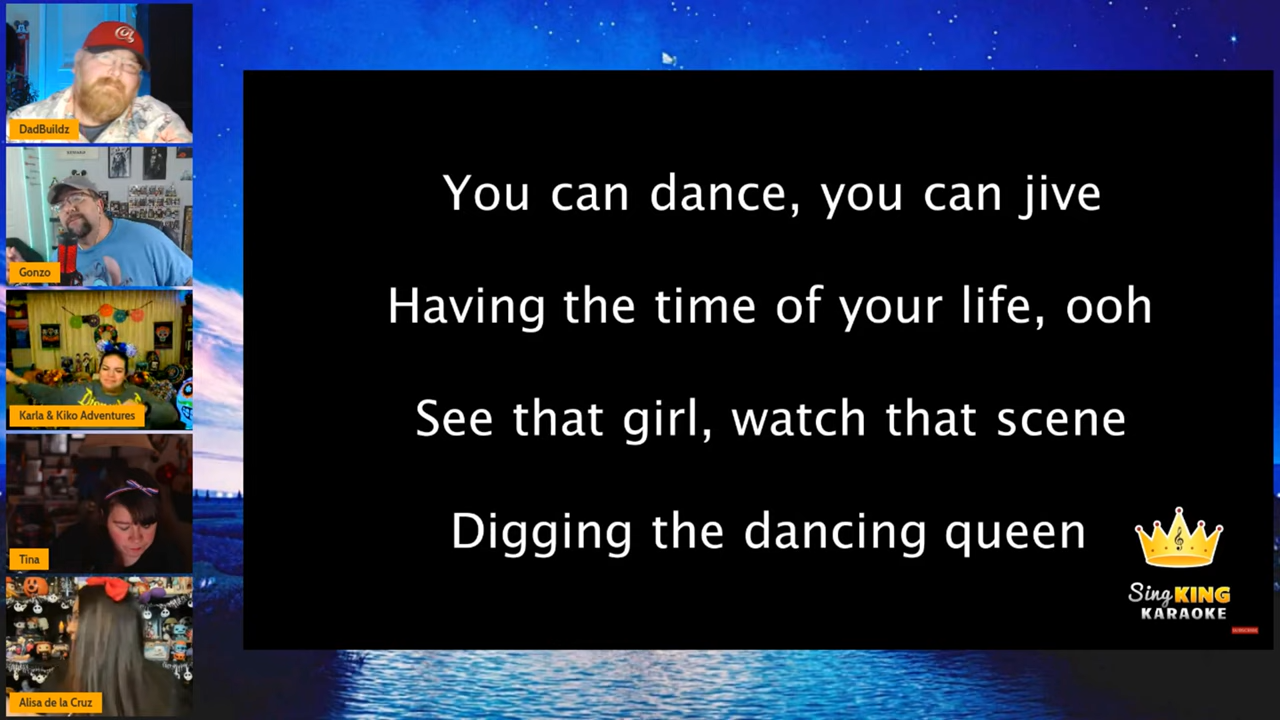 DadBuildz
Gonzo
Karla & Kiko Adventures
Tina
Alisa de la Cruz
You can dance, you can jive
Having the time of your life, ooh
See that girl, watch that scene
Digging the dancing queen
Sing KING
KARAOKE